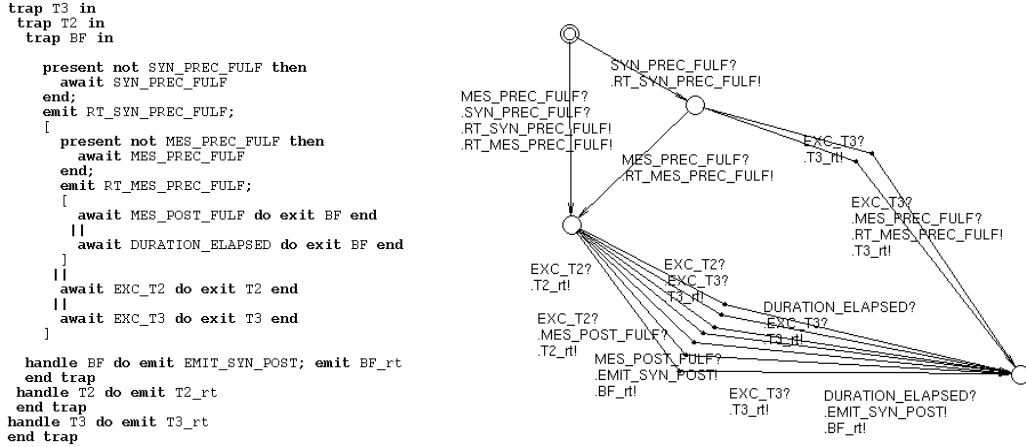 trap T3 in
trap T2 in
trap BF in
present not SYN_PREC_FULF then
await SYN_PREC_FULF
end;
emit RT_SYN_PREC_FULF;
[
present not MES_PREC_FULF then
await MES_PREC_FULF
end;
emit RT_MES_PREC_FULF;
[
await MES_POST_FULF do exit BF end
||
await DURATION_ELAPSED do exit BF end
]
||
await EXC_T2 do exit T2 end
||
await EXC_T3 do exit T3 end
]
handle BF do emit EMIT_SYN_POST; emit BF_rt
end trap
handle T2 do emit T2_rt
end trap
handle T3 do emit T3_rt
end trap
SYN_PREC_FULF?
.RT_SYN_PREC_FULF!
MES_PREC_FULF?
.SYN_PREC_FULF?
.RT_SYN_PREC_FULF!
.RT_MES_PREC_FULF!
MES_PREC_FULF?
.RT_MES_PREC_FULF!
EXC_T3?
.T3_rt!
EXC_T3?
.MES_PREC_FULF?
.RT_MES_PREC_FULF!
.T3_rt!
EXC_T2?
.T2_rt!
EXC_T2?
.EXC_T3?
.T3_rt!
DURATION_ELAPSED?
.EXC_T3?
.T3_rt!
EXC_T2?
.MES_POST_FULF?
.T2_rt!
MES_POST_FULF?
.EMIT_SYN_POST!
.BF_rt!
EXC_T3?
.T3_rt!
DURATION_ELAPSED?
.EMIT_SYN_POST!
.BF_rt!